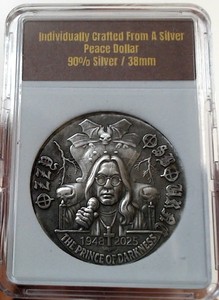 Individually Crafted From A Silver
Peace Dollar
90% Silver / 38mm
OZZY OSBOURNE
1948 2025
THE PRINCE OF DARKNESS